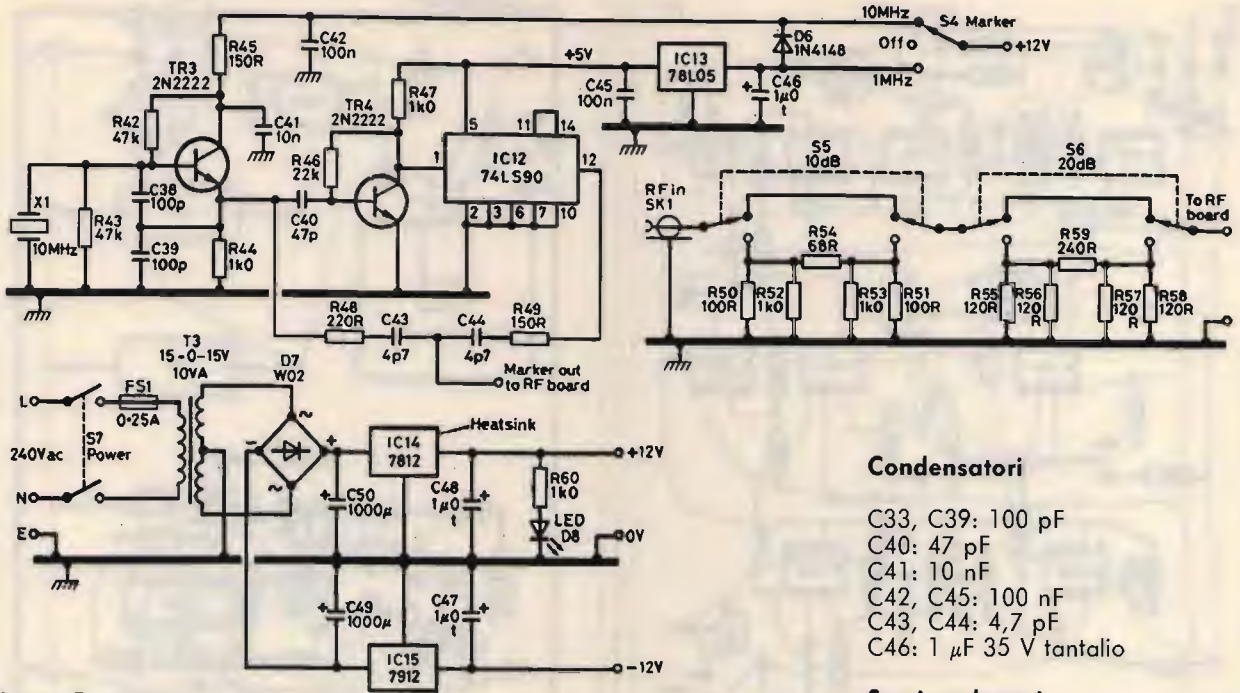 10MHz
S4 Marker
Off
+12V
1MHz
D6
1N4148
R45
150R
C42
100n
TR3
2N2222
+5V
IC13
78L05
C45
100n
C46
1μ0
t
+
R42
47k
C41
10n
TR4
2N2222
R47
1k0
R46
22k
5
11
14
1
12
IC12
74LS90
2
3
6
7
10
X1
10MHz
R43
47k
C38
100p
C39
100p
R44
1k0
C40
47p
S5
10dB
S6
20dB
RF in
SK1
To RF
board
R54
68R
R59
240R
R50
100R
R52
1k0
R53
1k0
R51
100R
R55
120R
R56
120
R
R57
120
R
R58
120R
R48
220R
C43
4p7
C44
4p7
R49
150R
Marker out
to RF board
T3
15-0-15V
10VA
D7
W02
L
FS1
0·25A
S7
Power
240Vac
N
E
~
-
+
~
IC14
7812
Heatsink
+12V
+
C50
1000μ
C48
1μ0
t
+
R60
1k0
LED
D8
0V
+
C49
1000μ
C47
1μ0
t
+
IC15
7912
-12V
Condensatori
C33, C39: 100 pF
C40: 47 pF
C41: 10 nF
C42, C45: 100 nF
C43, C44: 4,7 pF
C46: 1 μF 35 V tantalio